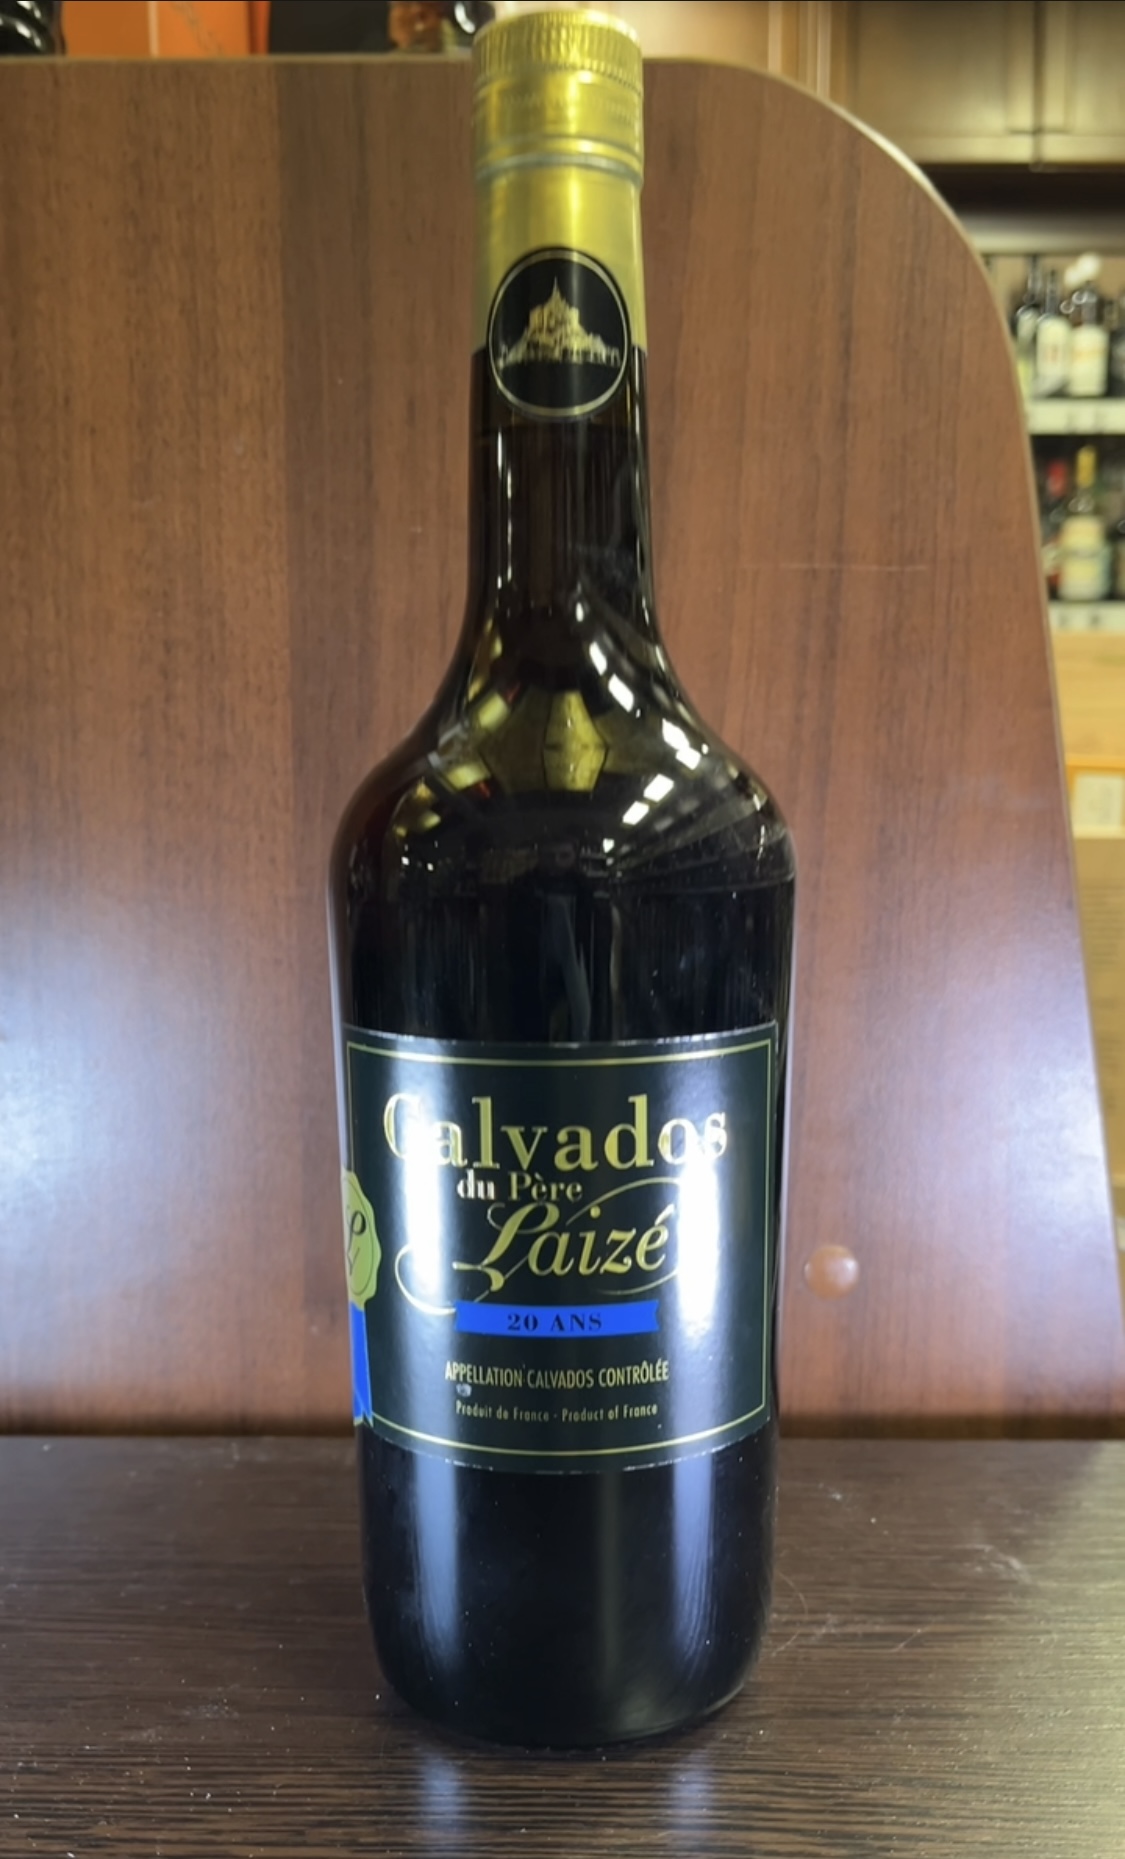 Calvados
du Père
Laizé
20 ANS
APPELLATION CALVADOS CONTRÔLÉE
Produit de France - Product of France